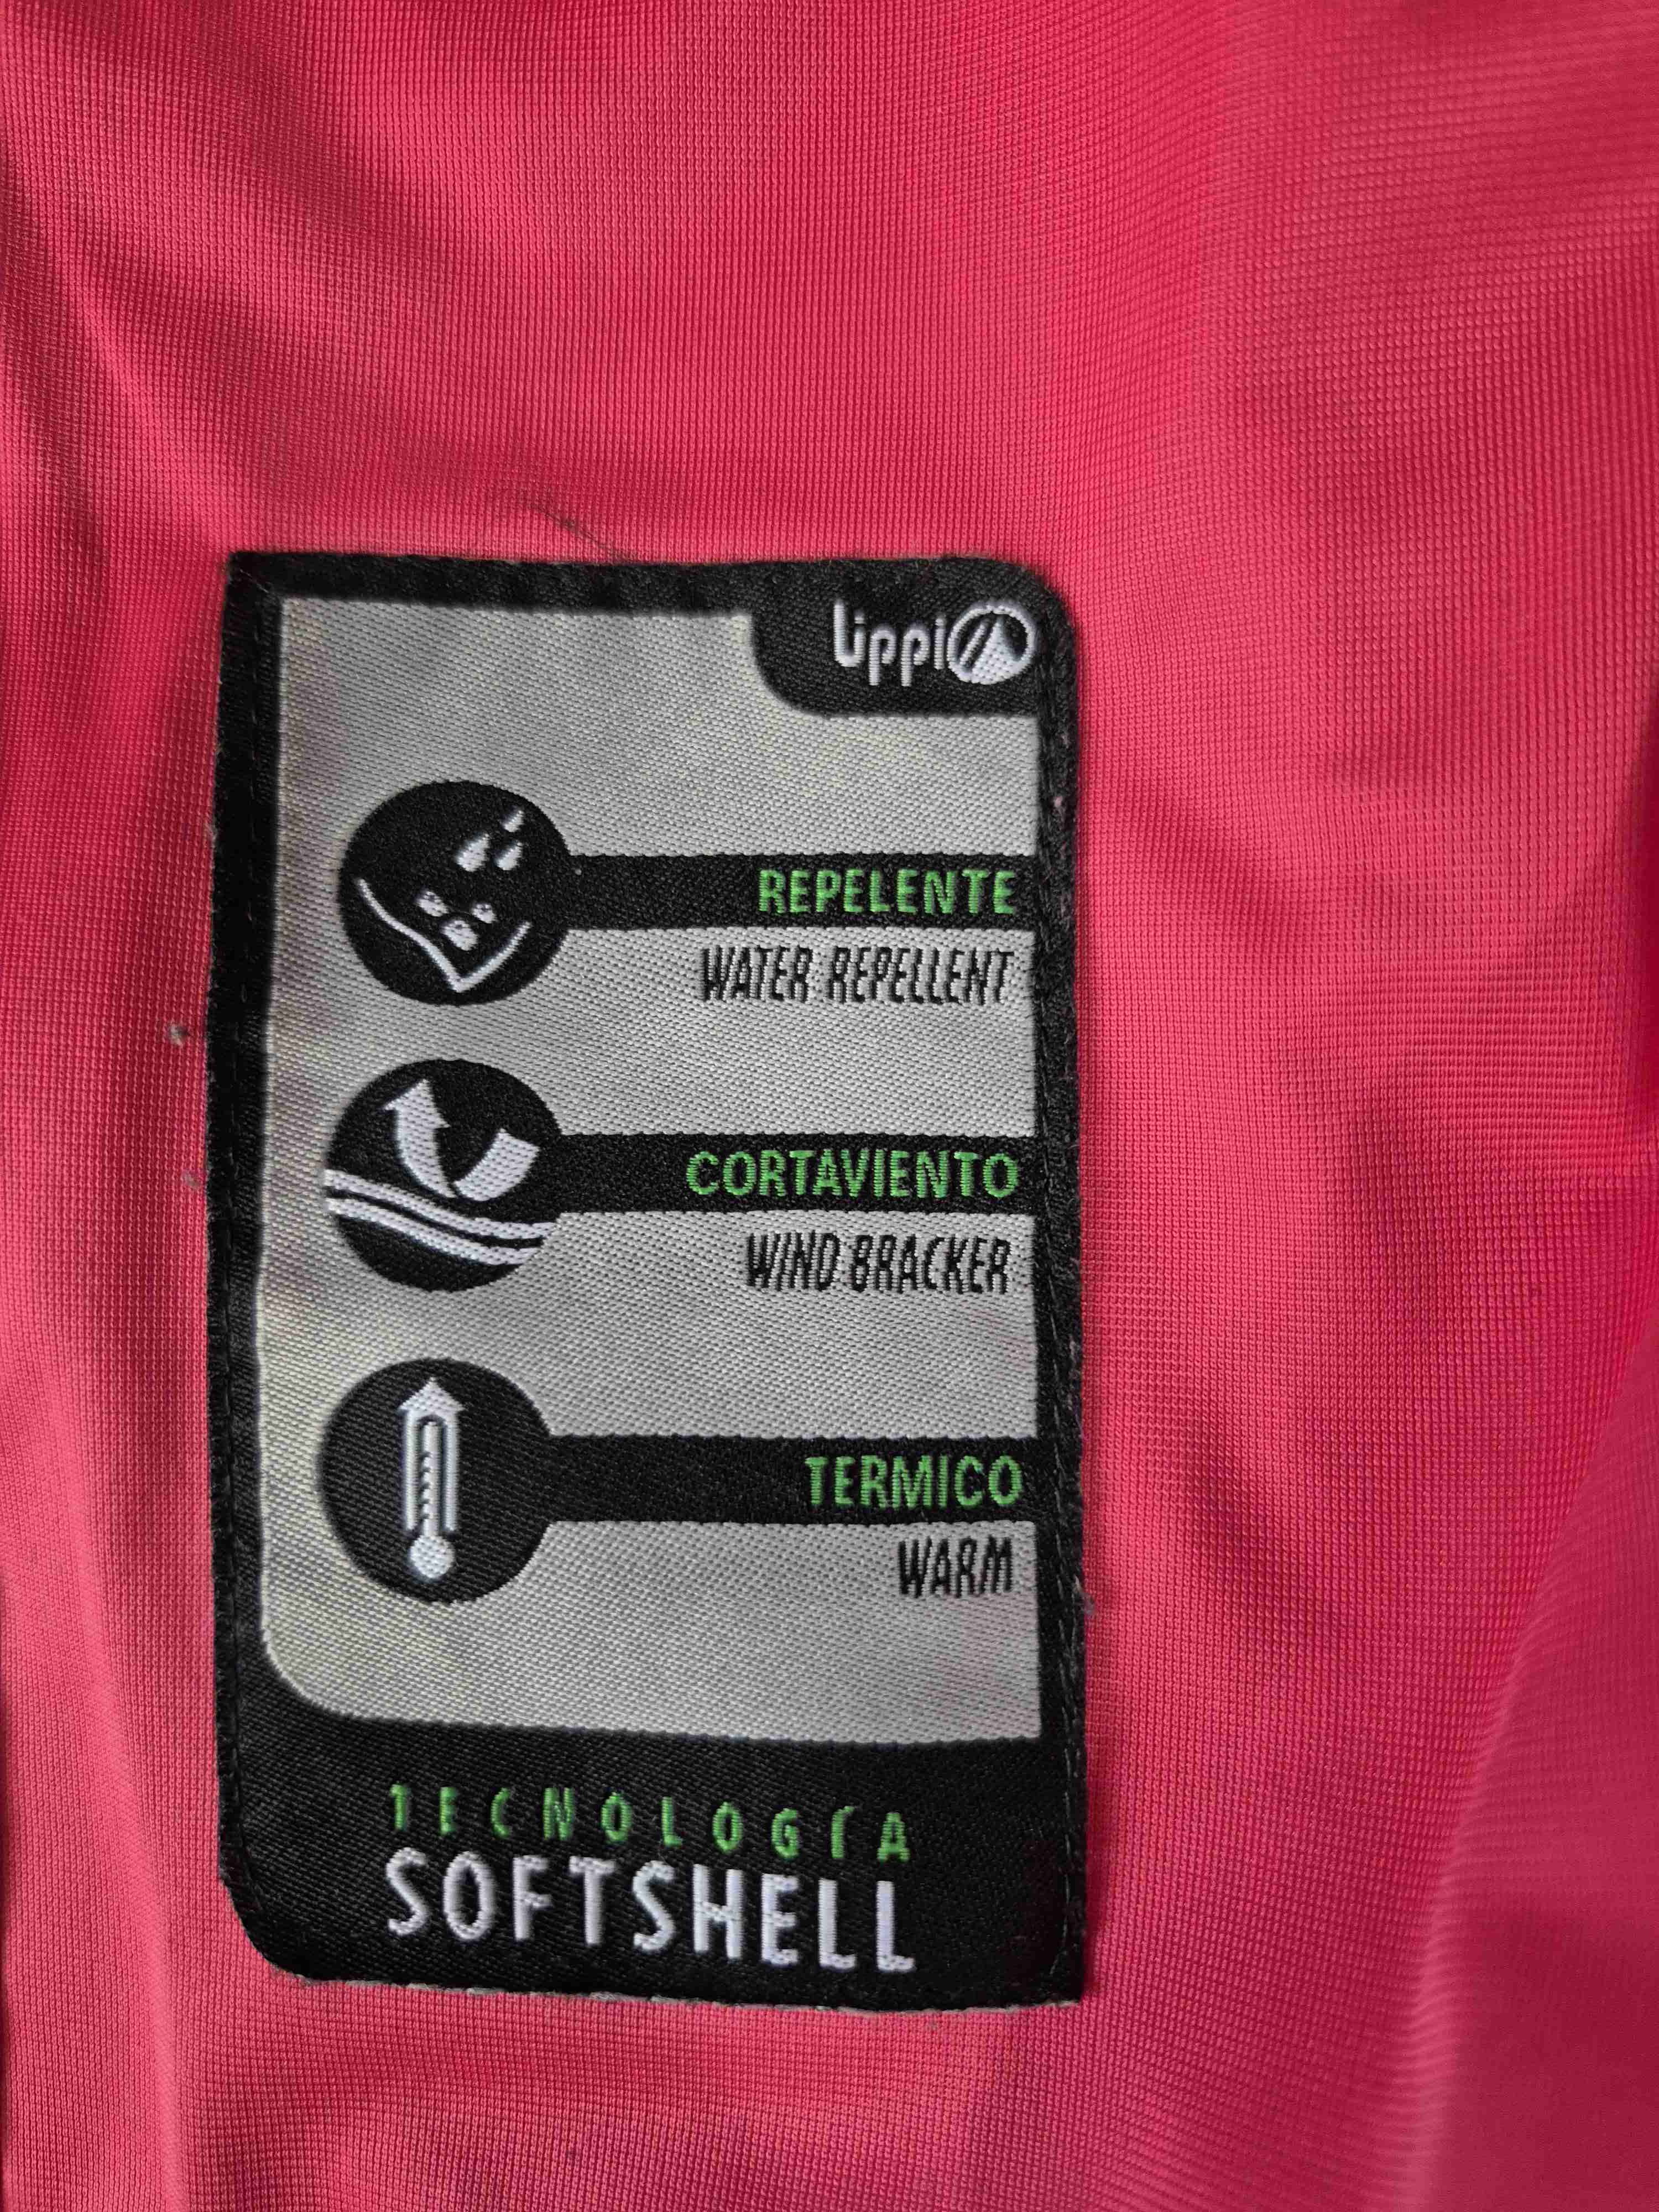 lippi
REPELENTE
WATER REPELLENT
CORTAVIENTO
WIND BRACKER
TERMICO
WARM
TECNOLOGÍA
SOFTSHELL